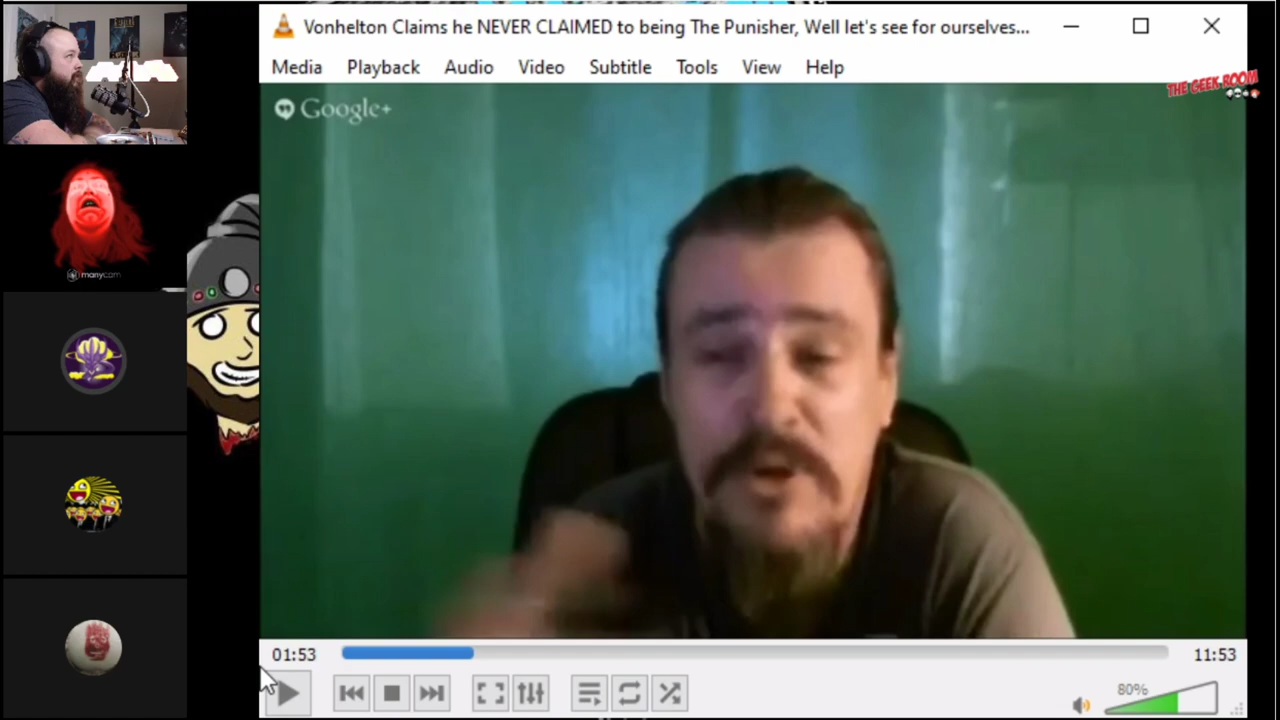 Vonhelton Claims he NEVER CLAIMED to being The Punisher, Well let's see for ourselves...
Media Playback Audio Video Subtitle Tools View Help
THE GEEK ROOM
Google+
manycam
01:53
11:53
80%